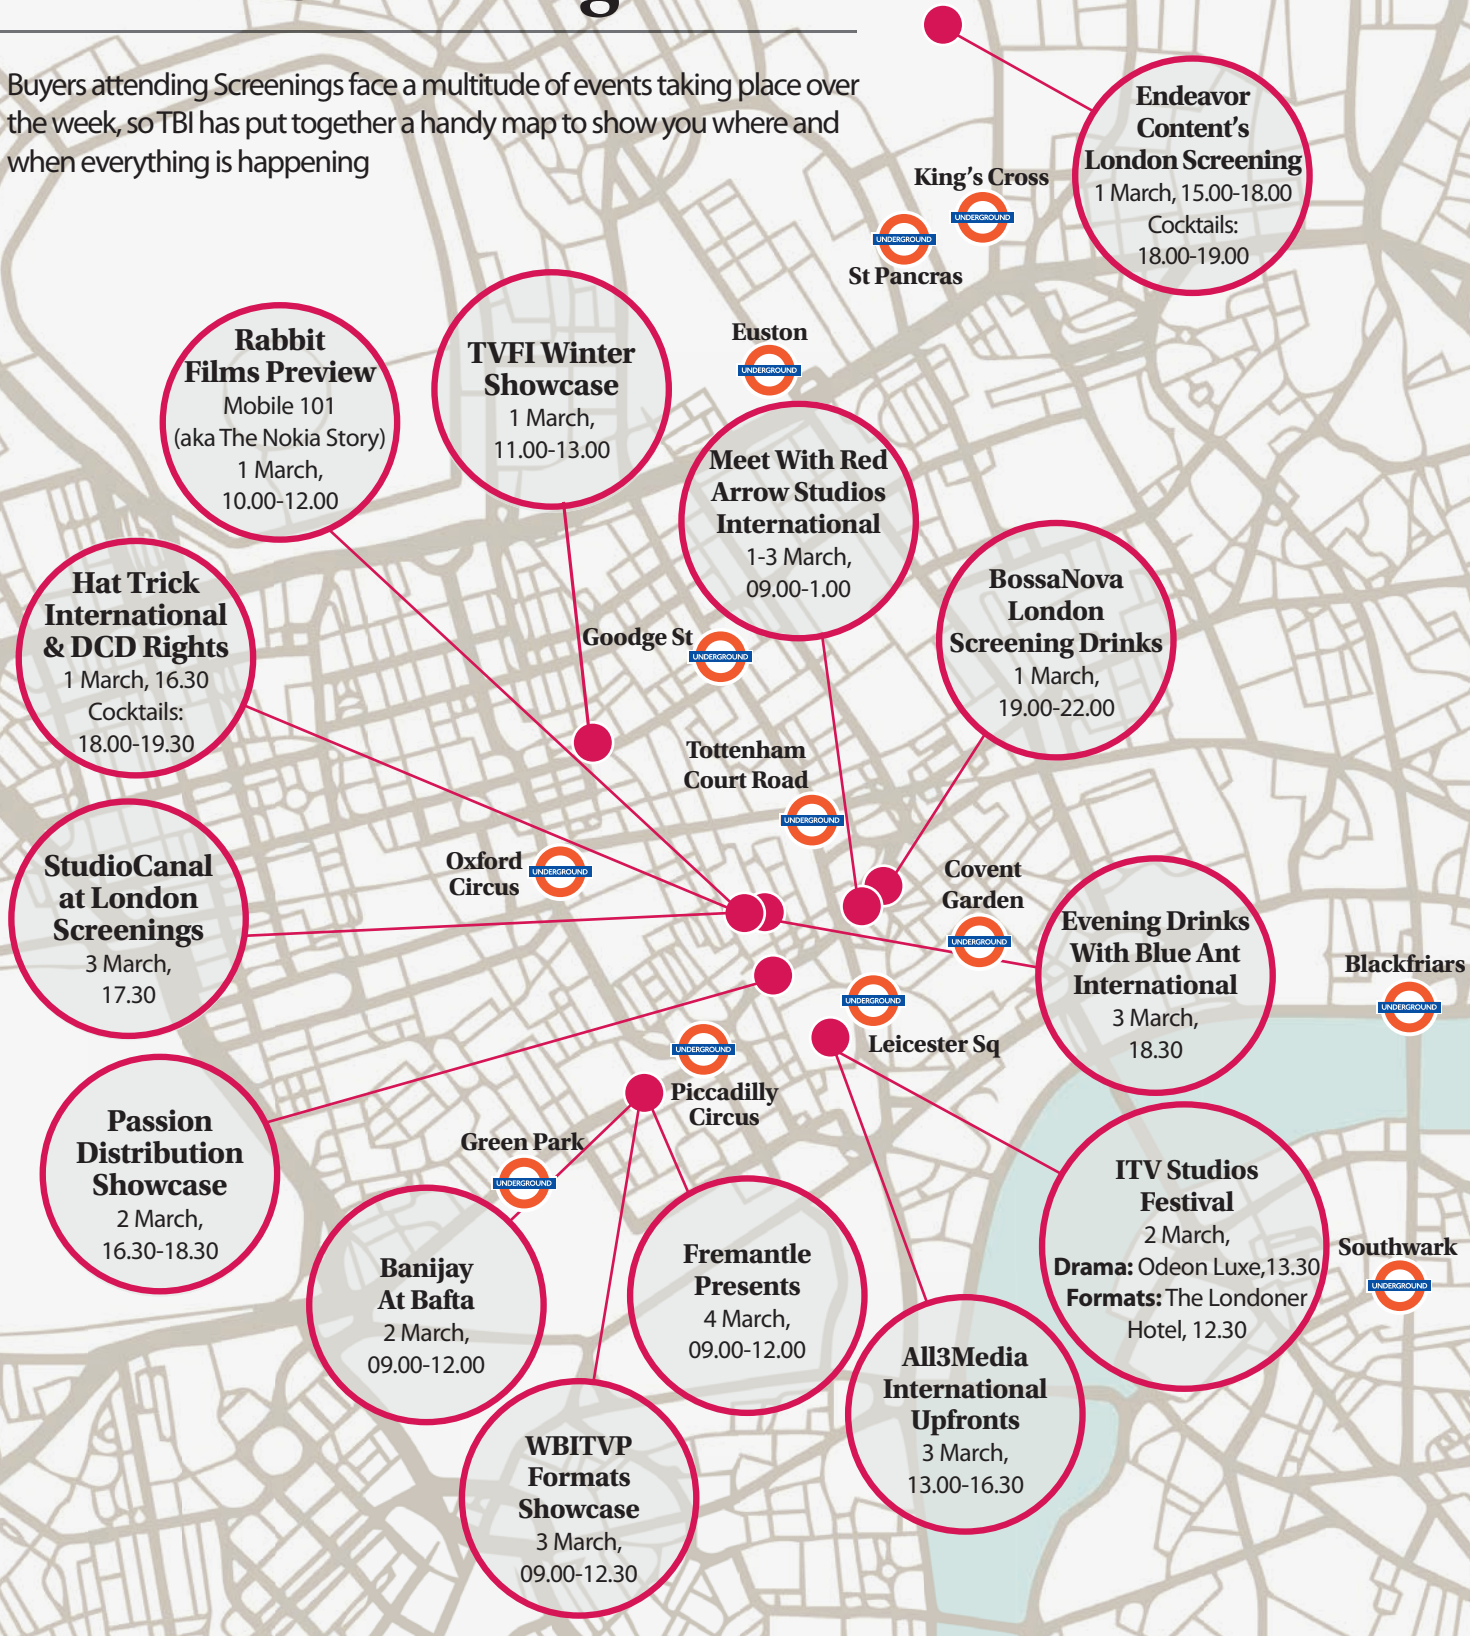 Buyers attending Screenings face a multitude of events taking place over
the week, so TBI has put together a handy map to show you where and
when everything is happening
Endeavor
Content's
London Screening
1 March, 15.00-18.00
Cocktails:
18.00-19.00
King's Cross
UNDERGROUND
UNDERGROUND
St Pancras
Euston
UNDERGROUND
Rabbit
Films Preview
Mobile 101
(aka The Nokia Story)
1 March,
10.00-12.00
TVFI Winter
Showcase
1 March,
11.00-13.00
Meet With Red
Arrow Studios
International
1-3 March,
09.00-1.00
Hat Trick
International
& DCD Rights
1 March, 16.30
Cocktails:
18.00-19.30
Goodge St
UNDERGROUND
BossaNova
London
Screening Drinks
1 March,
19.00-22.00
Tottenham
Court Road
UNDERGROUND
StudioCanal
at London
Screenings
3 March,
17.30
Oxford
Circus
UNDERGROUND
Covent
Garden
UNDERGROUND
Evening Drinks
With Blue Ant
International
3 March,
18.30
Blackfriars
UNDERGROUND
UNDERGROUND
Leicester Sq
UNDERGROUND
Piccadilly
Circus
Passion
Distribution
Showcase
2 March,
16.30-18.30
Green Park
UNDERGROUND
Banijay
At Bafta
2 March,
09.00-12.00
Fremantle
Presents
4 March,
09.00-12.00
ITV Studios
Festival
2 March,
Drama: Odeon Luxe,13.30
Formats: The Londoner
Hotel, 12.30
Southwark
UNDERGROUND
All3Media
International
Upfronts
3 March,
13.00-16.30
WBITVP
Formats
Showcase
3 March,
09.00-12.30